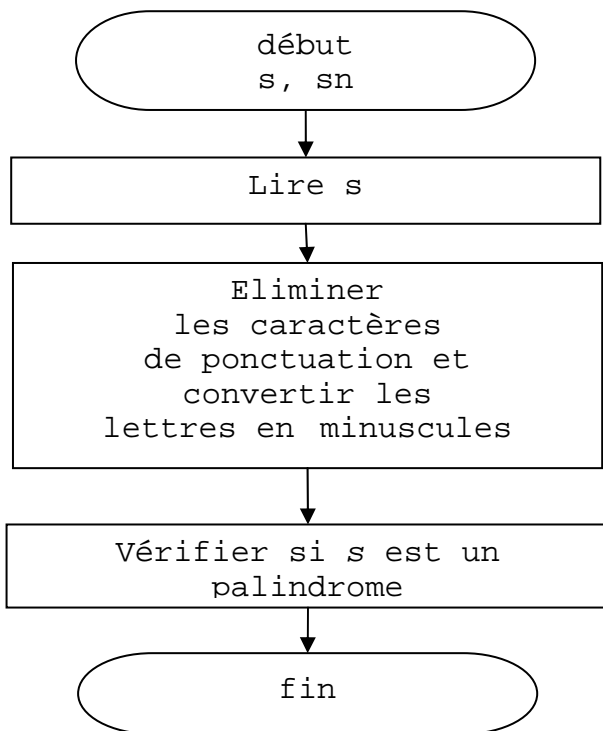 début
s, sn
Lire s
Eliminer
les caractères
de ponctuation et
convertir les
lettres en minuscules
Vérifier si s est un
palindrome
fin